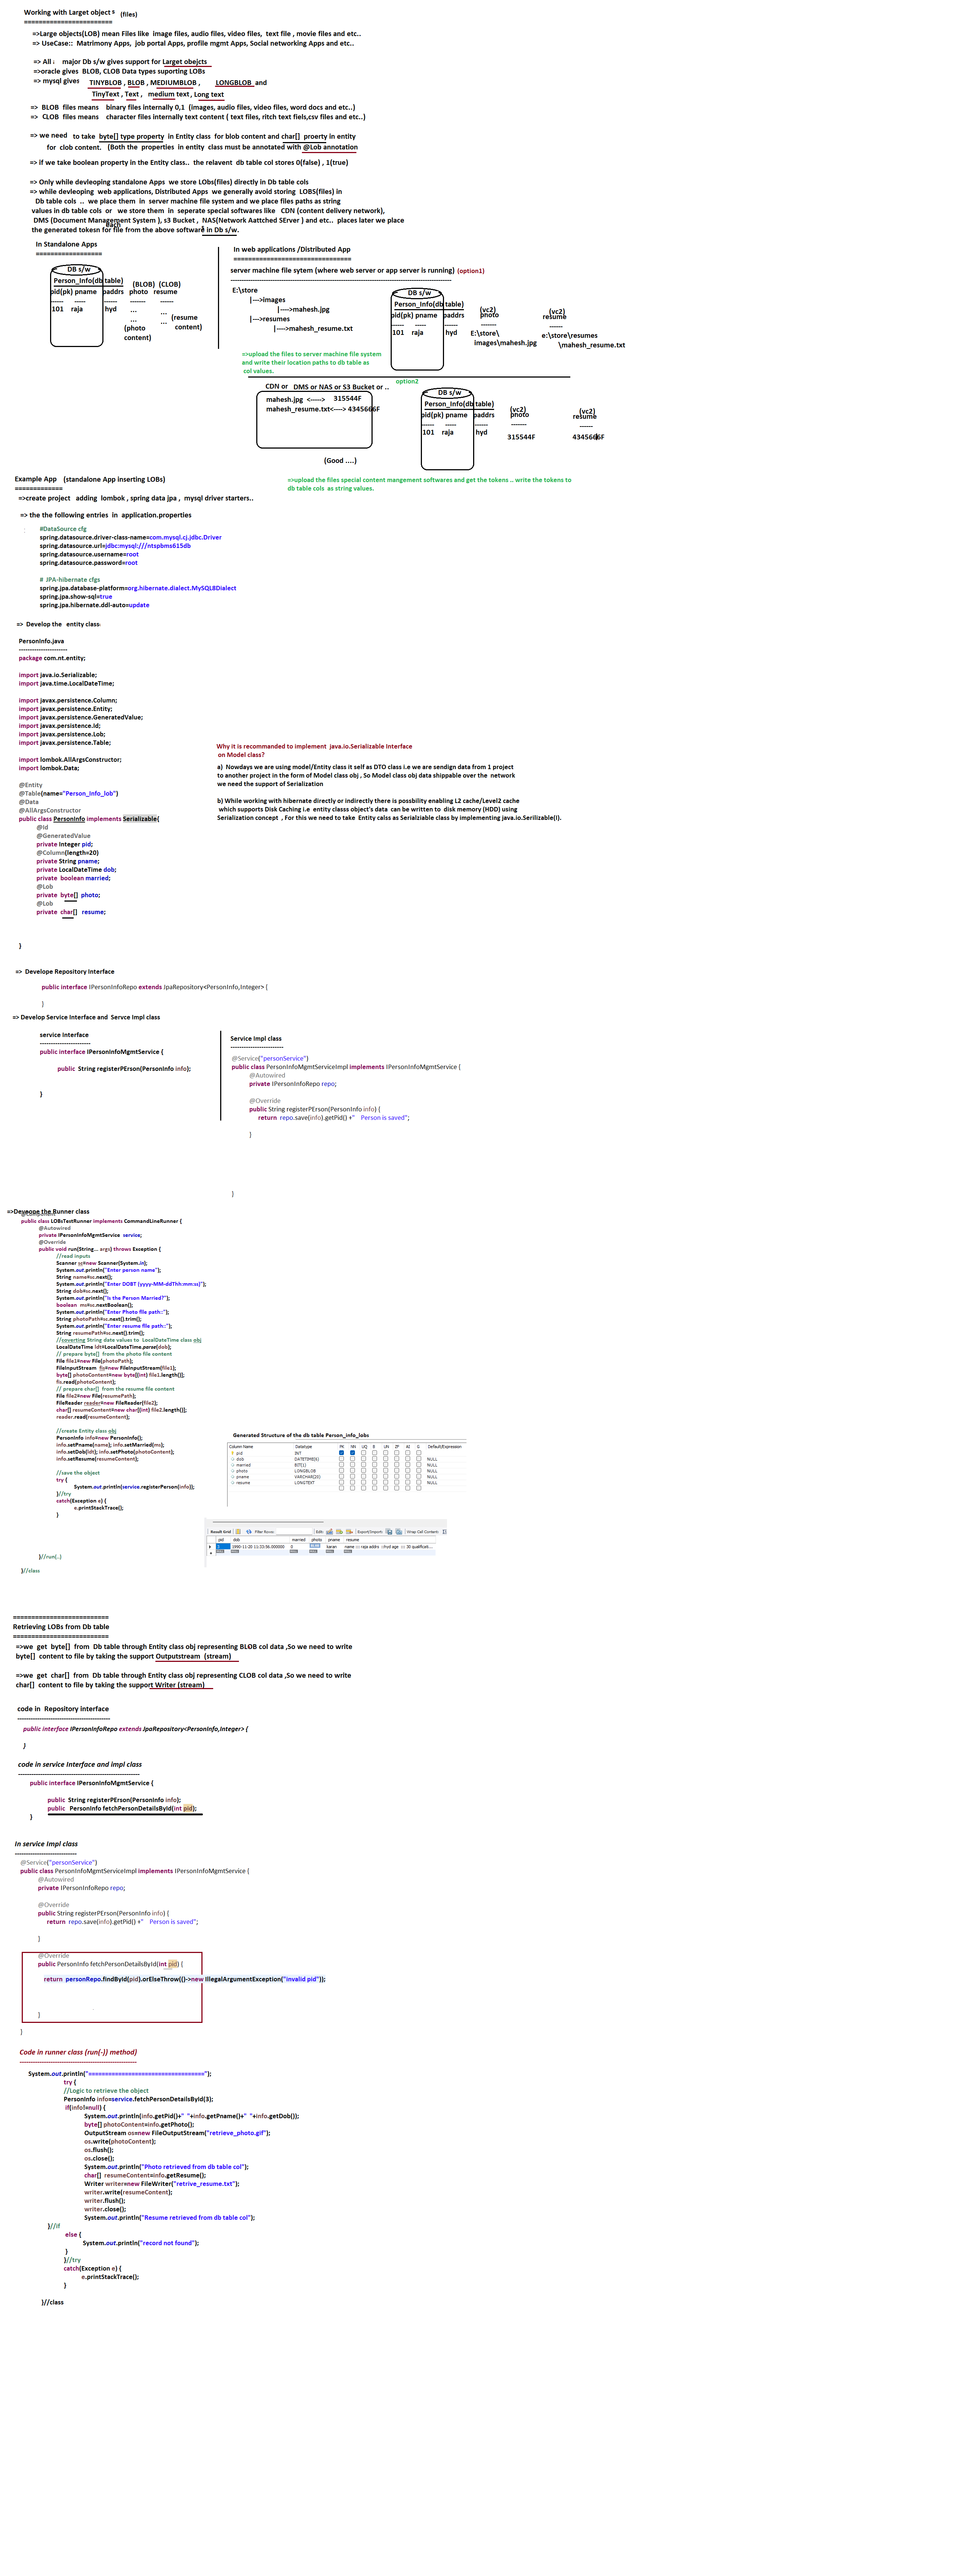 Working with Larget object s (files)
========================
=>Large objects(LOB) mean Files like image files, audio files, video files, text file , movie files and etc..
=> UseCase:: Matrimony Apps, job portal Apps, profile mgmt Apps, Social networking Apps and etc..
=> All major Db s/w gives support for Larget obejcts
=>oracle gives BLOB, CLOB Data types suporting LOBs
=> mysql gives TINYBLOB , BLOB , MEDIUMBLOB , LONGBLOB and
TinyText , Text , medium text , Long text
=> BLOB files means binary files internally 0,1 (images, audio files, video files, word docs and etc..)
=> CLOB files means character files internally text content ( text files, ritch text fiels,csv files and etc..)
=> we need to take byte[] type property in Entity class for blob content and char[] proerty in entity
for clob content. (Both the properties in entity class must be annotated with @Lob annotation
=> if we take boolean property in the Entity class.. the relavent db table col stores 0(false) , 1(true)
=> Only while devleoping standalone Apps we store LObs(files) directly in Db table cols
=> while devleoping web applications, Distributed Apps we generally avoid storing LOBS(files) in
Db table cols .. we place them in server machine file system and we place files paths as string
values in db table cols or we store them in seperate special softwares like CDN (content delivery network),
DMS (Document Management System ), s3 Bucket , NAS(Network Aattched SErver ) and etc.. places later we place
each
the generated tokesn for file from the above software in Db s/w.
In Standalone Apps
==================
DB s/w
Person_Info(db table)
(BLOB) (CLOB)
pid(pk) pname paddrs photo resume
------ ----- ------ ------- ------
101 raja hyd ... ...
... ...
(photo content)
(resume content)
In web applications /Distributed App
================================
server machine file sytem (where web server or app server is running) (option1)
E:\store
|--->images
|---->mahesh.jpg
|--->resumes
|---->mahesh_resume.txt
DB s/w
Person_Info(db table)
pid(pk) pname paddrs
(vc2) photo
(vc2) resume
------ ----- ------ ------- ------
101 raja hyd
E:\store\
images\mahesh.jpg
e:\store\resumes
\mahesh_resume.txt
=>upload the files to server machine file system
and write their location paths to db table as
col values.
option2
CDN or DMS or NAS or S3 Bucket or ..
mahesh.jpg <-----> 315544F
mahesh_resume.txt<----> 4345666F
(Good ....)
DB s/w
Person_Info(db table)
pid(pk) pname paddrs
(vc2) photo
(vc2) resume
------ ----- ------ ------- ------
101 raja hyd 315544F 4345666F
=>upload the files special content mangement softwares and get the tokens .. write the tokens to
db table cols as string values.
Example App (standalone App inserting LOBs)
=============
=>create project adding lombok , spring data jpa , mysql driver starters..
=> the the following entries in application.properties
#DataSource cfg
spring.datasource.driver-class-name=com.mysql.cj.jdbc.Driver
spring.datasource.url=jdbc:mysql:///ntspbms615db
spring.datasource.username=root
spring.datasource.password=root
# JPA-hibernate cfgs
spring.jpa.database-platform=org.hibernate.dialect.MySQL8Dialect
spring.jpa.show-sql=true
spring.jpa.hibernate.ddl-auto=update
=> Develop the entity class
PersonInfo.java
----------------------
package com.nt.entity;
import java.io.Serializable;
import java.time.LocalDateTime;
import javax.persistence.Column;
import javax.persistence.Entity;
import javax.persistence.GeneratedValue;
import javax.persistence.Id;
import javax.persistence.Lob;
import javax.persistence.Table;
import lombok.AllArgsConstructor;
import lombok.Data;
@Entity
@Table(name="Person_Info_lob")
@Data
@AllArgsConstructor
public class PersonInfo implements Serializable{
@Id
@GeneratedValue
private Integer pid;
@Column(length=20)
private String pname;
private LocalDateTime dob;
private boolean married;
@Lob
private byte[] photo;
@Lob
private char[] resume;
}
Why it is recommanded to implement java.io.Serializable Interface
on Model class?
a) Nowdays we are using model/Entity class it self as DTO class i.e we are sendign data from 1 project
to another project in the form of Model class obj , So Model class obj data shippable over the network
we need the support of Serialization
b) While working with hibernate directly or indirectly there is possbility enabling L2 cache/Level2 cache
which supports Disk Caching i.e entity classs object's data can be written to disk memory (HDD) using
Serialization concept , For this we need to take Entity calss as Serialziable class by implementing java.io.Serilizable(I).
=> Develope Repository Interface
public interface IPersonInfoRepo extends JpaRepository<PersonInfo,Integer> {
}
=> Develop Service Interface and Servce Impl class
service Interface
-----------------------
public interface IPersonInfoMgmtService {
public String registerPErson(PersonInfo info);
}
Service Impl class
------------------------
@Service("personService")
public class PersonInfoMgmtServiceImpl implements IPersonInfoMgmtService {
@Autowired
private IPersonInfoRepo repo;
@Override
public String registerPErson(PersonInfo info) {
return repo.save(info).getPid() +" Person is saved";
}
}
=>Deveope the Runner class
@Component
public class LOBsTestRunner implements CommandLineRunner {
@Autowired
private IPersonInfoMgmtService service;
@Override
public void run(String... args) throws Exception {
//read inputs
Scanner sc=new Scanner(System.in);
System.out.println("Enter person name");
String name=sc.next();
System.out.println("Enter DOBT (yyyy-MM-ddThh:mm:ss)");
String dob=sc.next();
System.out.println("Is the Person Married?");
boolean ms=sc.nextBoolean();
System.out.println("Enter Photo file path::");
String photoPath=sc.next().trim();
System.out.println("Enter resume file path::");
String resumePath=sc.next().trim();
//coverting String date values to LocalDateTime class obj
LocalDateTime ldt=LocalDateTime.parse(dob);
// prepare byte[] from the photo file content
File file1=new File(photoPath);
FileInputStream fis=new FileInputStream(file1);
byte[] photoContent=new byte[(int) file1.length()];
fis.read(photoContent);
// prepare char[] from the resume file content
File file2=new File(resumePath);
FileReader reader=new FileReader(file2);
char[] resumeContent=new char[(int) file2.length()];
reader.read(resumeContent);
//create Entity class obj
PersonInfo info=new PersonInfo();
info.setPname(name); info.setMarried(ms);
info.setDob(ldt); info.setPhoto(photoContent);
info.setResume(resumeContent);
//save the object
try {
System.out.println(service.registerPerson(info));
}//try
catch(Exception e) {
e.printStackTrace();
}
}//run(..)
}//class
Generated Structure of the db table Person_info_lobs
Column Name Datatype PK NN UQ B UN ZF AI G Default/Expression
pid INT
dob DATETIME(6) NULL
married BIT(1) NULL
photo LONGBLOB NULL
pname VARCHAR(20) NULL
resume LONGTEXT NULL
Result Grid Filter Rows: Edit: Export/Import: Wrap Cell Content:
pid dob married photo pname resume
1990-11-20 11:23:56.000000 0 BLOB karan name :: raja addrs ::hyd age :: 30 qualificati...
NULL NULL NULL NULL NULL NULL
==========================
Retrieving LOBs from Db table
==========================
=>we get byte[] from Db table through Entity class obj representing BLOB col data ,So we need to write
byte[] content to file by taking the support Outputstream (stream)
=>we get char[] from Db table through Entity class obj representing CLOB col data ,So we need to write
char[] content to file by taking the support Writer (stream)
code in Repository interface
------------------------------------------
public interface IPersonInfoRepo extends JpaRepository<PersonInfo,Integer> {
}
code in service Interface and impl class
-------------------------------------------------------
public interface IPersonInfoMgmtService {
public String registerPErson(PersonInfo info);
public PersonInfo fetchPersonDetailsById(int pid);
}
In service Impl class
----------------------------
@Service("personService")
public class PersonInfoMgmtServiceImpl implements IPersonInfoMgmtService {
@Autowired
private IPersonInfoRepo repo;
@Override
public String registerPErson(PersonInfo info) {
return repo.save(info).getPid() +" Person is saved";
}
@Override
public PersonInfo fetchPersonDetailsById(int pid) {
return personRepo.findById(pid).orElseThrow(()->new IllegalArgumentException("invalid pid"));
}
}
Code in runner class (run(-)) method)
-----------------------------------------------------
System.out.println("===================================");
try {
//Logic to retrieve the object
PersonInfo info=service.fetchPersonDetailsById(3);
if(info!=null) {
System.out.println(info.getPid()+" "+info.getPname()+" "+info.getDob());
byte[] photoContent=info.getPhoto();
OutputStream os=new FileOutputStream("retrieve_photo.gif");
os.write(photoContent);
os.flush();
os.close();
System.out.println("Photo retrieved from db table col");
char[] resumeContent=info.getResume();
Writer writer=new FileWriter("retrive_resume.txt");
writer.write(resumeContent);
writer.flush();
writer.close();
System.out.println("Resume retrieved from db table col");
}//if
else {
System.out.println("record not found");
}
}//try
catch(Exception e) {
e.printStackTrace();
}
}//class